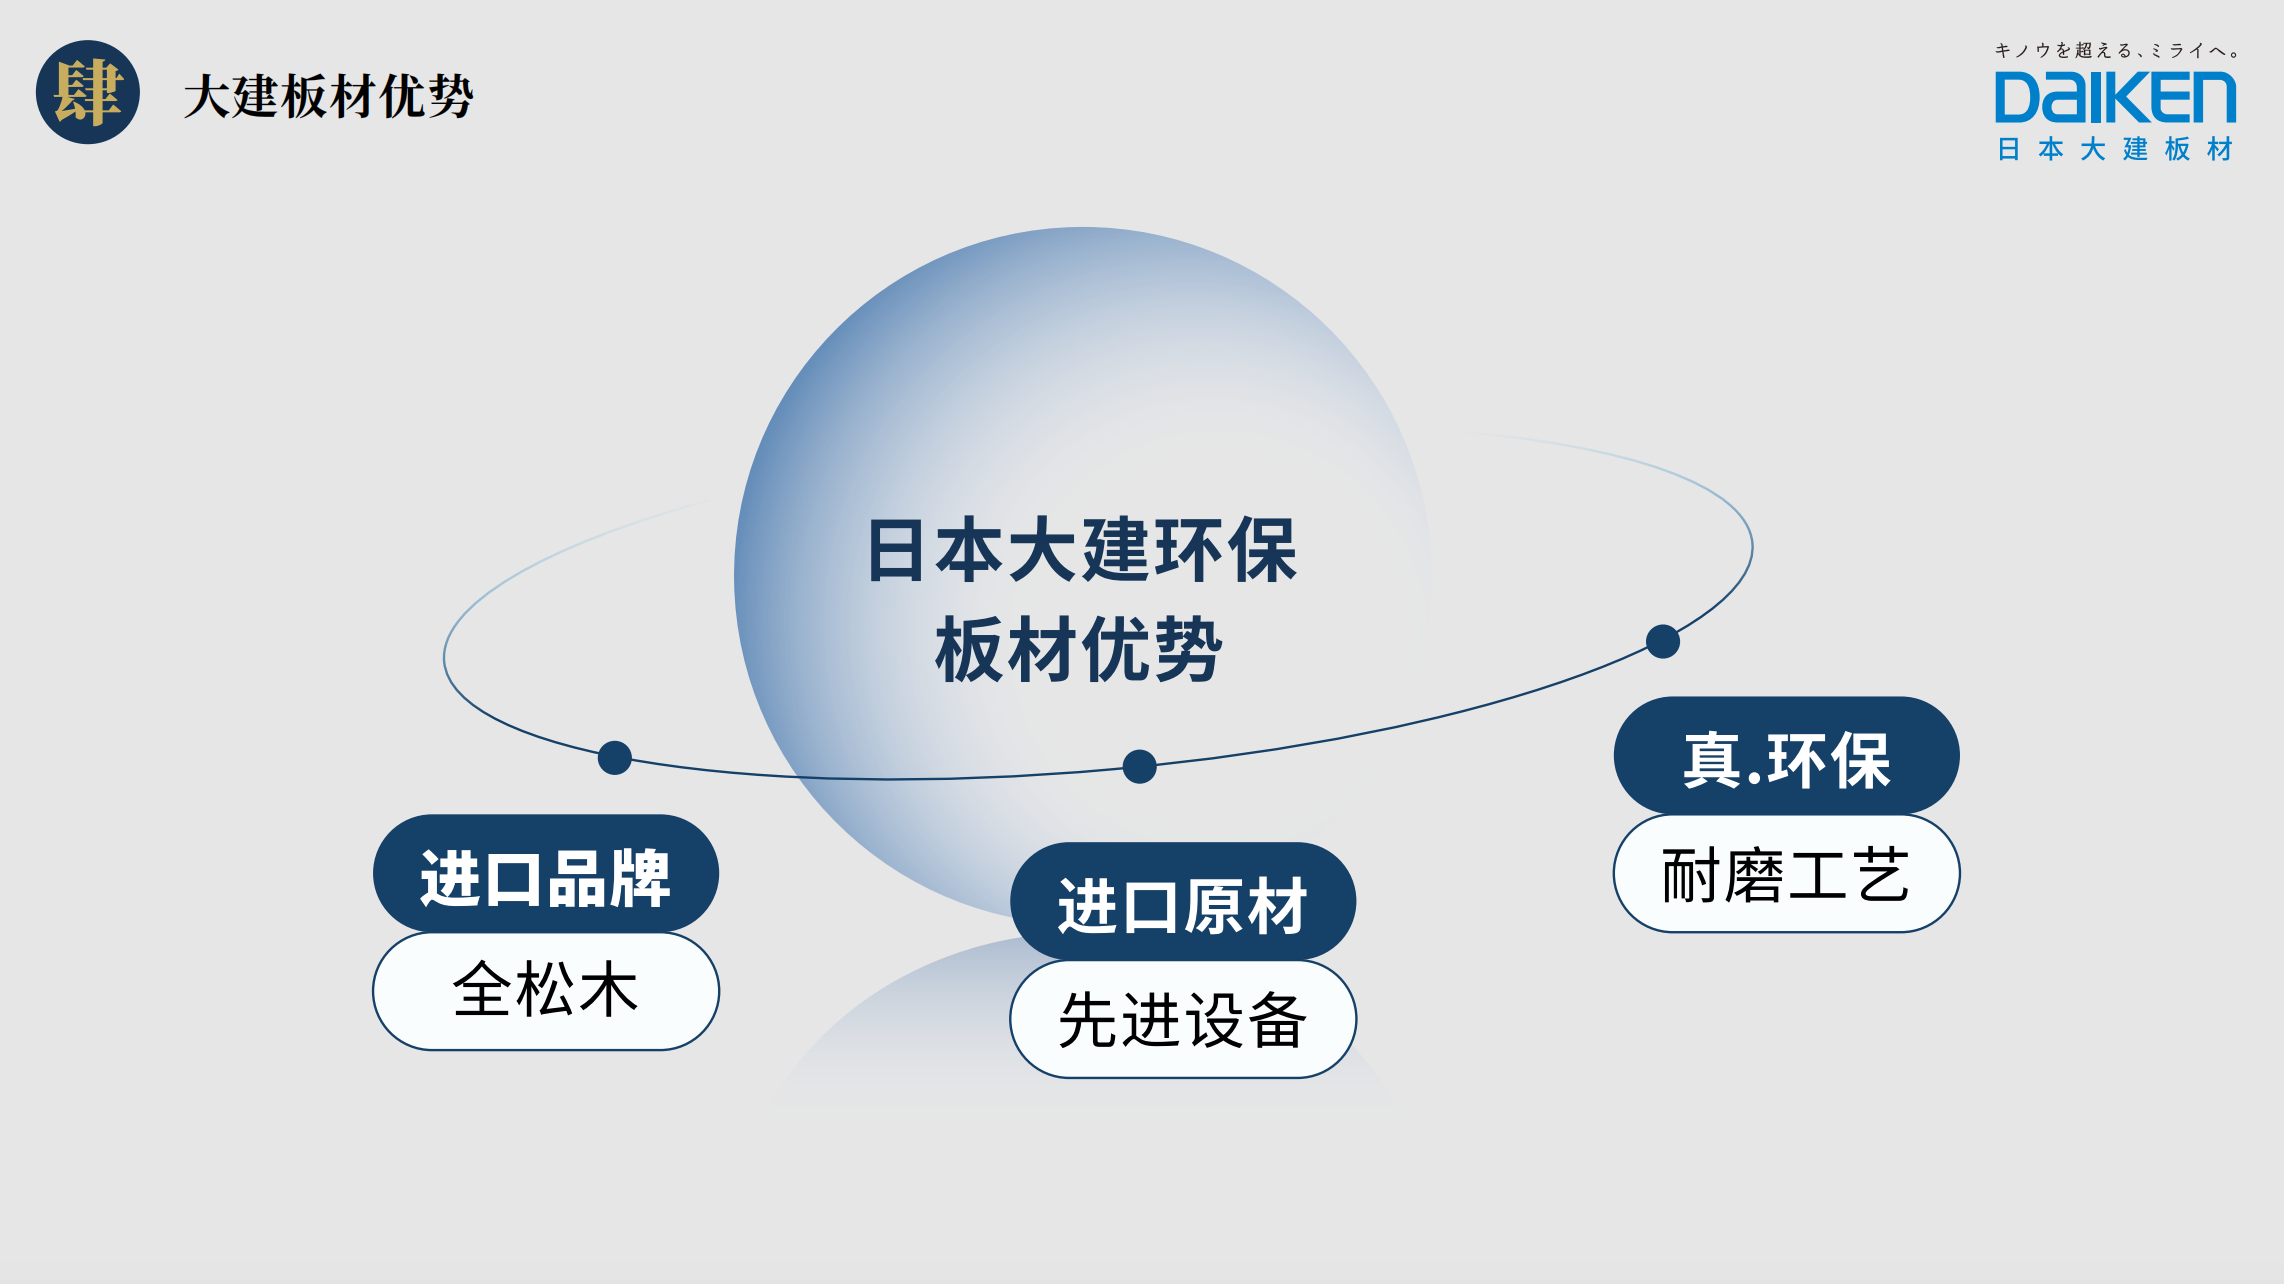 肆
大建板材优势
キノウを超える、ミライへ。
DAIKEN
日本大建板材
日本大建环保
板材优势
进口品牌
全松木
进口原材
先进设备
真.环保
耐磨工艺